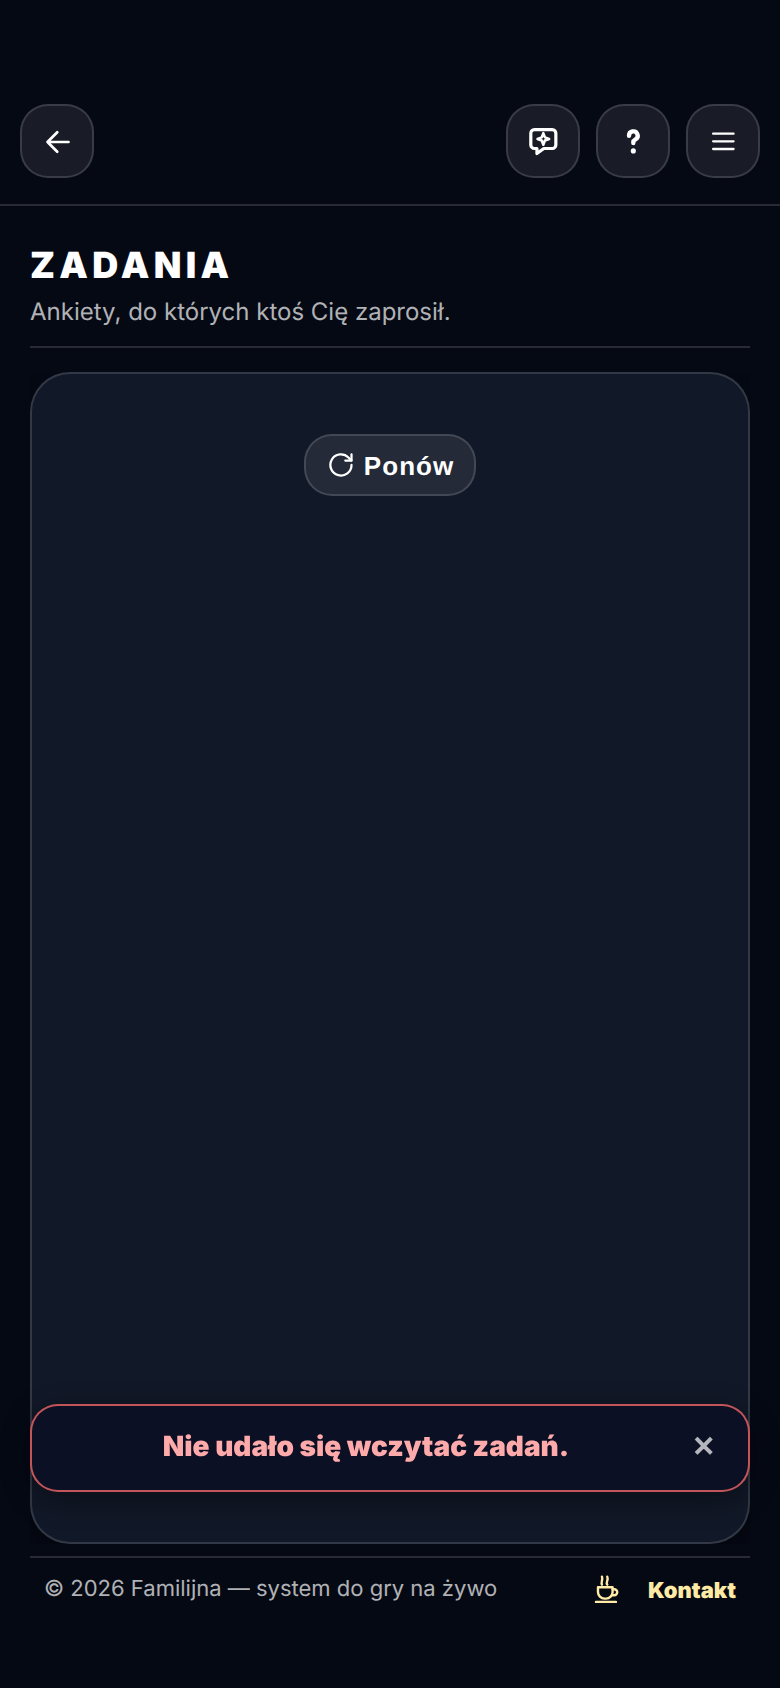 ZADANIA
Ankiety, do których ktoś Cię zaprosił.
Ponów
Nie udało się wczytać zadań.
© 2026 Familijna — system do gry na żywo
Kontakt